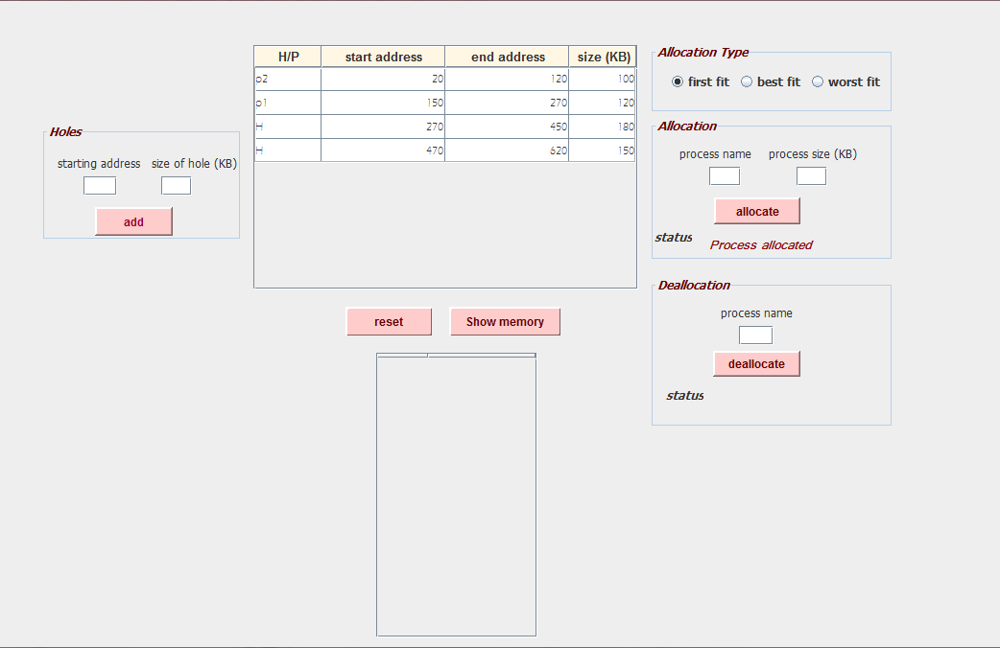 Holes
starting address size of hole (KB)
add
H/P start address end address size (KB)
p2 20 120 100
p1 150 270 120
H 270 450 180
H 470 620 150
reset Show memory
Allocation Type
first fit best fit worst fit
Allocation
process name process size (KB)
allocate
status Process allocated
Deallocation
process name
deallocate
status